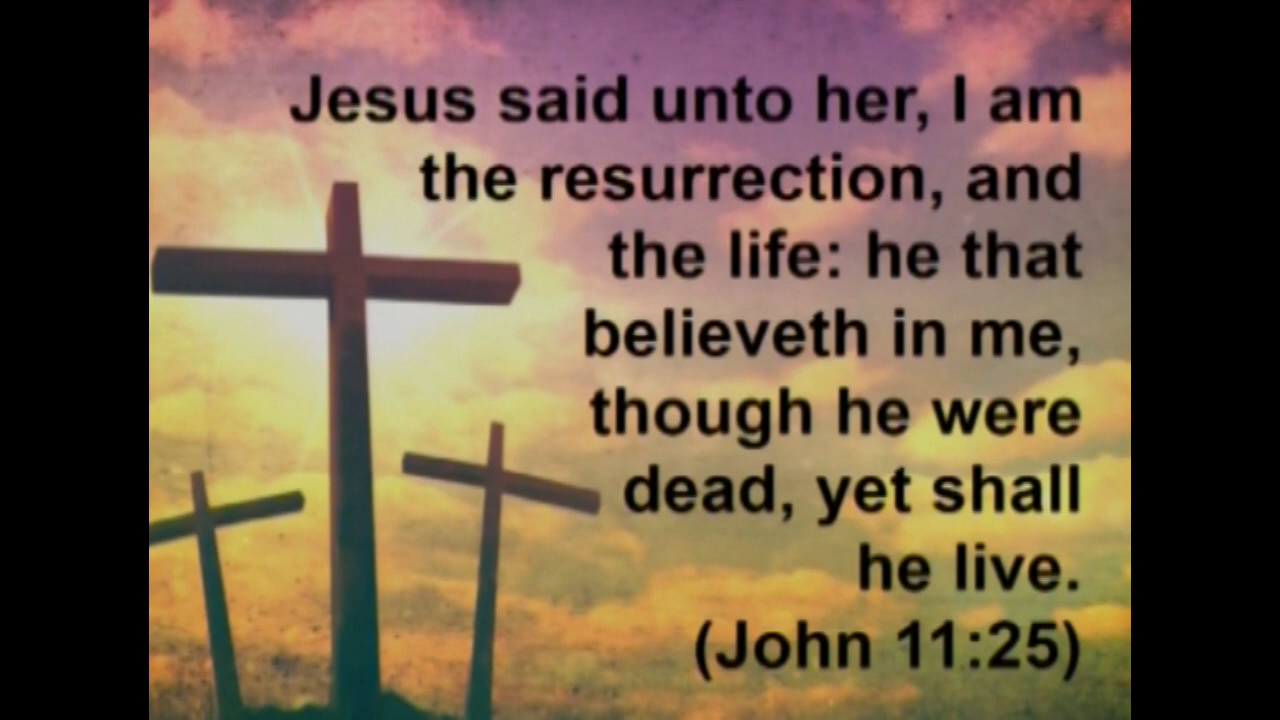 Jesus said unto her, I am
the resurrection, and
the life: he that
believeth in me,
though he were
dead, yet shall
he live.
(John 11:25)